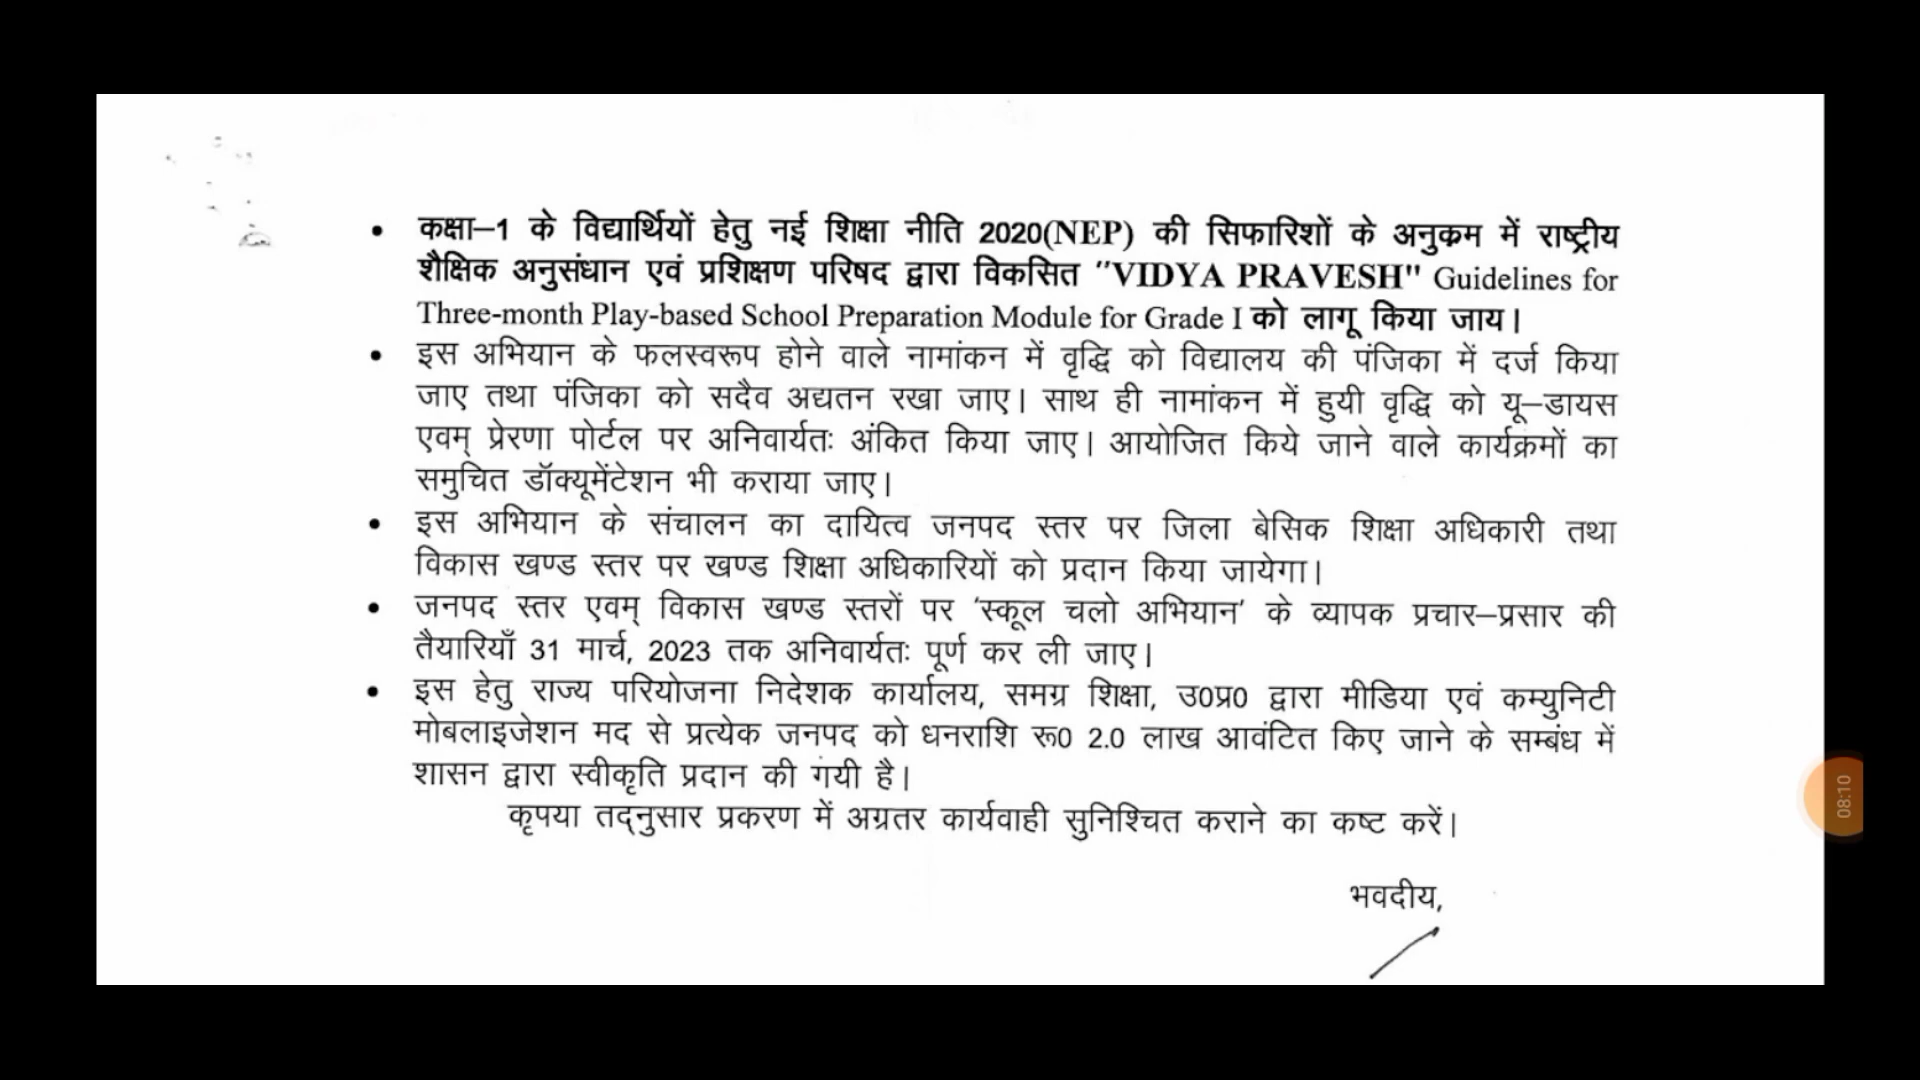 • कक्षा–1 के विद्यार्थियों हेतु नई शिक्षा नीति 2020(NEP) की सिफारिशों के अनुक्रम में राष्ट्रीय
शैक्षिक अनुसंधान एवं प्रशिक्षण परिषद द्वारा विकसित "VIDYA PRAVESH" Guidelines for
Three-month Play-based School Preparation Module for Grade I को लागू किया जाय।
• इस अभियान के फलस्वरूप होने वाले नामांकन में वृद्धि को विद्यालय की पंजिका में दर्ज किया
जाए तथा पंजिका को सदैव अद्यतन रखा जाए। साथ ही नामांकन में हुयी वृद्धि को यू–डायस
एवम् प्रेरणा पोर्टल पर अनिवार्यतः अंकित किया जाए। आयोजित किये जाने वाले कार्यक्रमों का
समुचित डॉक्यूमेंटेशन भी कराया जाए।
• इस अभियान के संचालन का दायित्व जनपद स्तर पर जिला बेसिक शिक्षा अधिकारी तथा
विकास खण्ड स्तर पर खण्ड शिक्षा अधिकारियों को प्रदान किया जायेगा।
• जनपद स्तर एवम् विकास खण्ड स्तरों पर 'स्कूल चलो अभियान' के व्यापक प्रचार–प्रसार की
तैयारियाँ 31 मार्च, 2023 तक अनिवार्यतः पूर्ण कर ली जाए।
• इस हेतु राज्य परियोजना निदेशक कार्यालय, समग्र शिक्षा, उ0प्र0 द्वारा मीडिया एवं कम्युनिटी
मोबलाइजेशन मद से प्रत्येक जनपद को धनराशि रू0 2.0 लाख आवंटित किए जाने के सम्बंध में
शासन द्वारा स्वीकृति प्रदान की गयी है।
कृपया तद्नुसार प्रकरण में अग्रतर कार्यवाही सुनिश्चित कराने का कष्ट करें।
भवदीय,
08:10